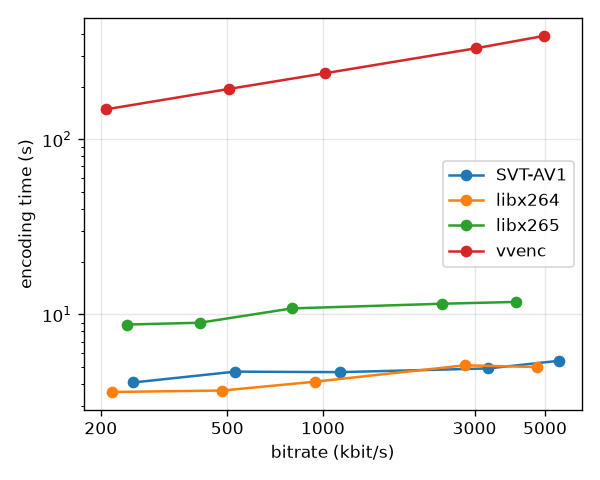 encoding time (s)
10²
10¹
SVT-AV1
libx264
libx265
vvenc
200 500 1000 3000 5000
bitrate (kbit/s)